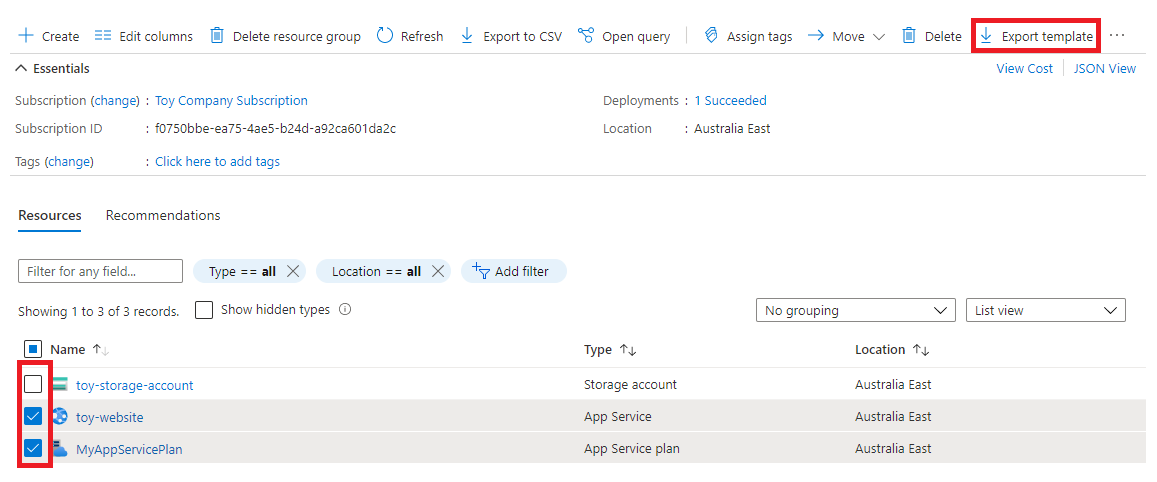 Create Edit columns Delete resource group Refresh Export to CSV Open query Assign tags Move Delete Export template ...
Essentials View Cost JSON View
Subscription (change) : Toy Company Subscription Deployments : 1 Succeeded
Subscription ID : f0750bbe-ea75-4ae5-b24d-a92ca601da2c Location : Australia East
Tags (change) : Click here to add tags
Resources Recommendations
Filter for any field... Type == all Location == all Add filter
Showing 1 to 3 of 3 records. Show hidden types No grouping List view
Name Type Location
toy-storage-account Storage account Australia East
toy-website App Service Australia East
MyAppServicePlan App Service plan Australia East